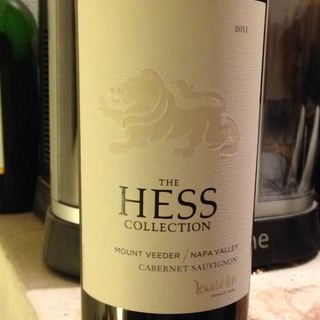 2011
THE
HESS
COLLECTION
MOUNT VEEDER / NAPA VALLEY
CABERNET SAUVIGNON